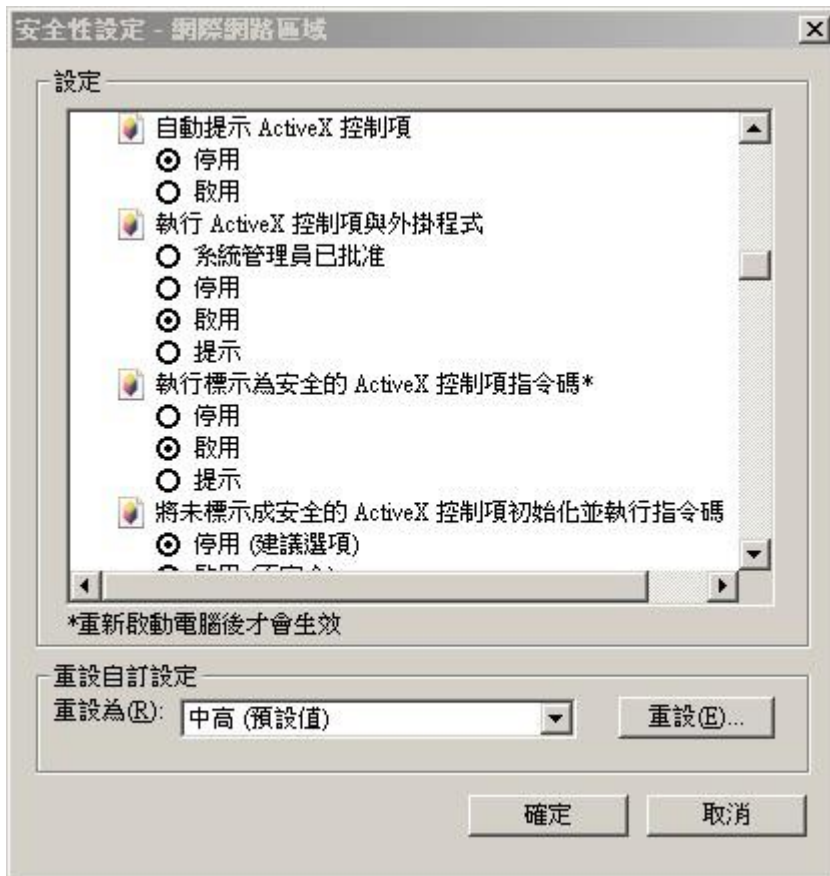 安全性設定 - 網際網路區域
設定
自動提示 ActiveX 控制項
停用
啟用
執行 ActiveX 控制項與外掛程式
系統管理員已批准
停用
啟用
提示
執行標示為安全的 ActiveX 控制項指令碼*
停用
啟用
提示
將未標示成安全的 ActiveX 控制項初始化並執行指令碼
停用 (建議選項)
*重新啟動電腦後才會生效
重設自訂設定
重設為(R): 中高 (預設值) 重設(E)...
確定 取消